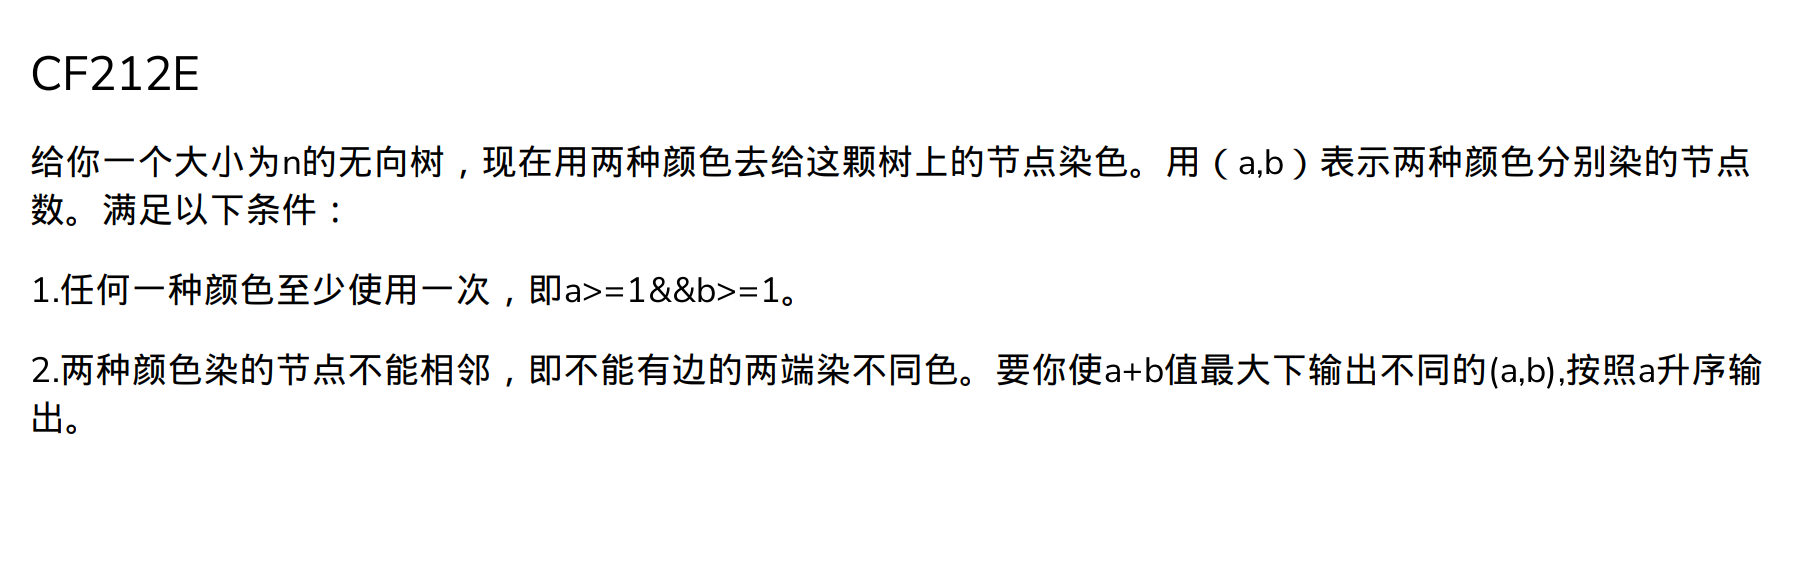 CF212E
给你一个大小为n的无向树，现在用两种颜色去给这颗树上的节点染色。用（a,b）表示两种颜色分别染的节点
数。满足以下条件：
1.任何一种颜色至少使用一次，即a>=1&&b>=1。
2.两种颜色染的节点不能相邻，即不能有边的两端染不同色。要你使a+b值最大下输出不同的(a,b),按照a升序输
出。